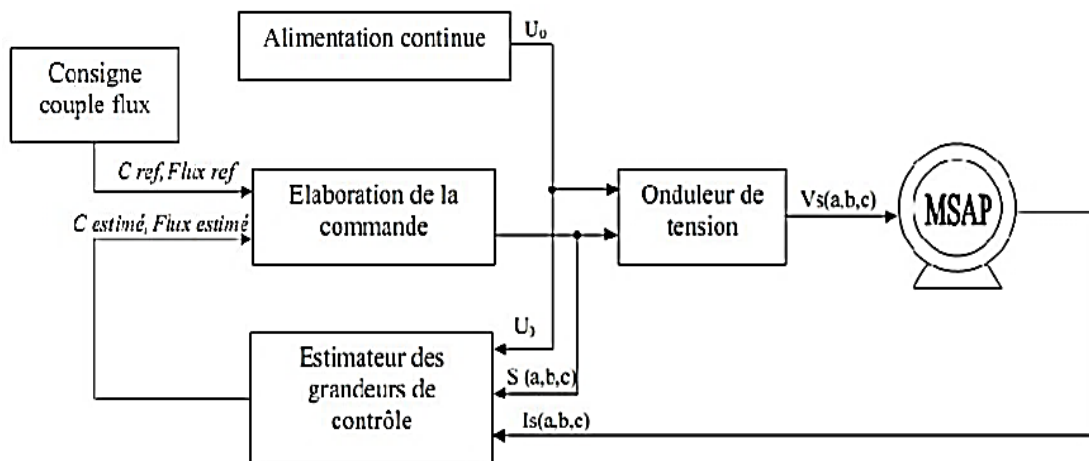 Alimentation continue
U₀
Consigne
couple flux
C ref, Flux ref
C estimé, Flux estimé
Elaboration de la
commande
Onduleur de
tension
Vs(a,b,c)
MSAP
U₀
S (a,b,c)
Is(a,b,c)
Estimateur des
grandeurs de
contrôle